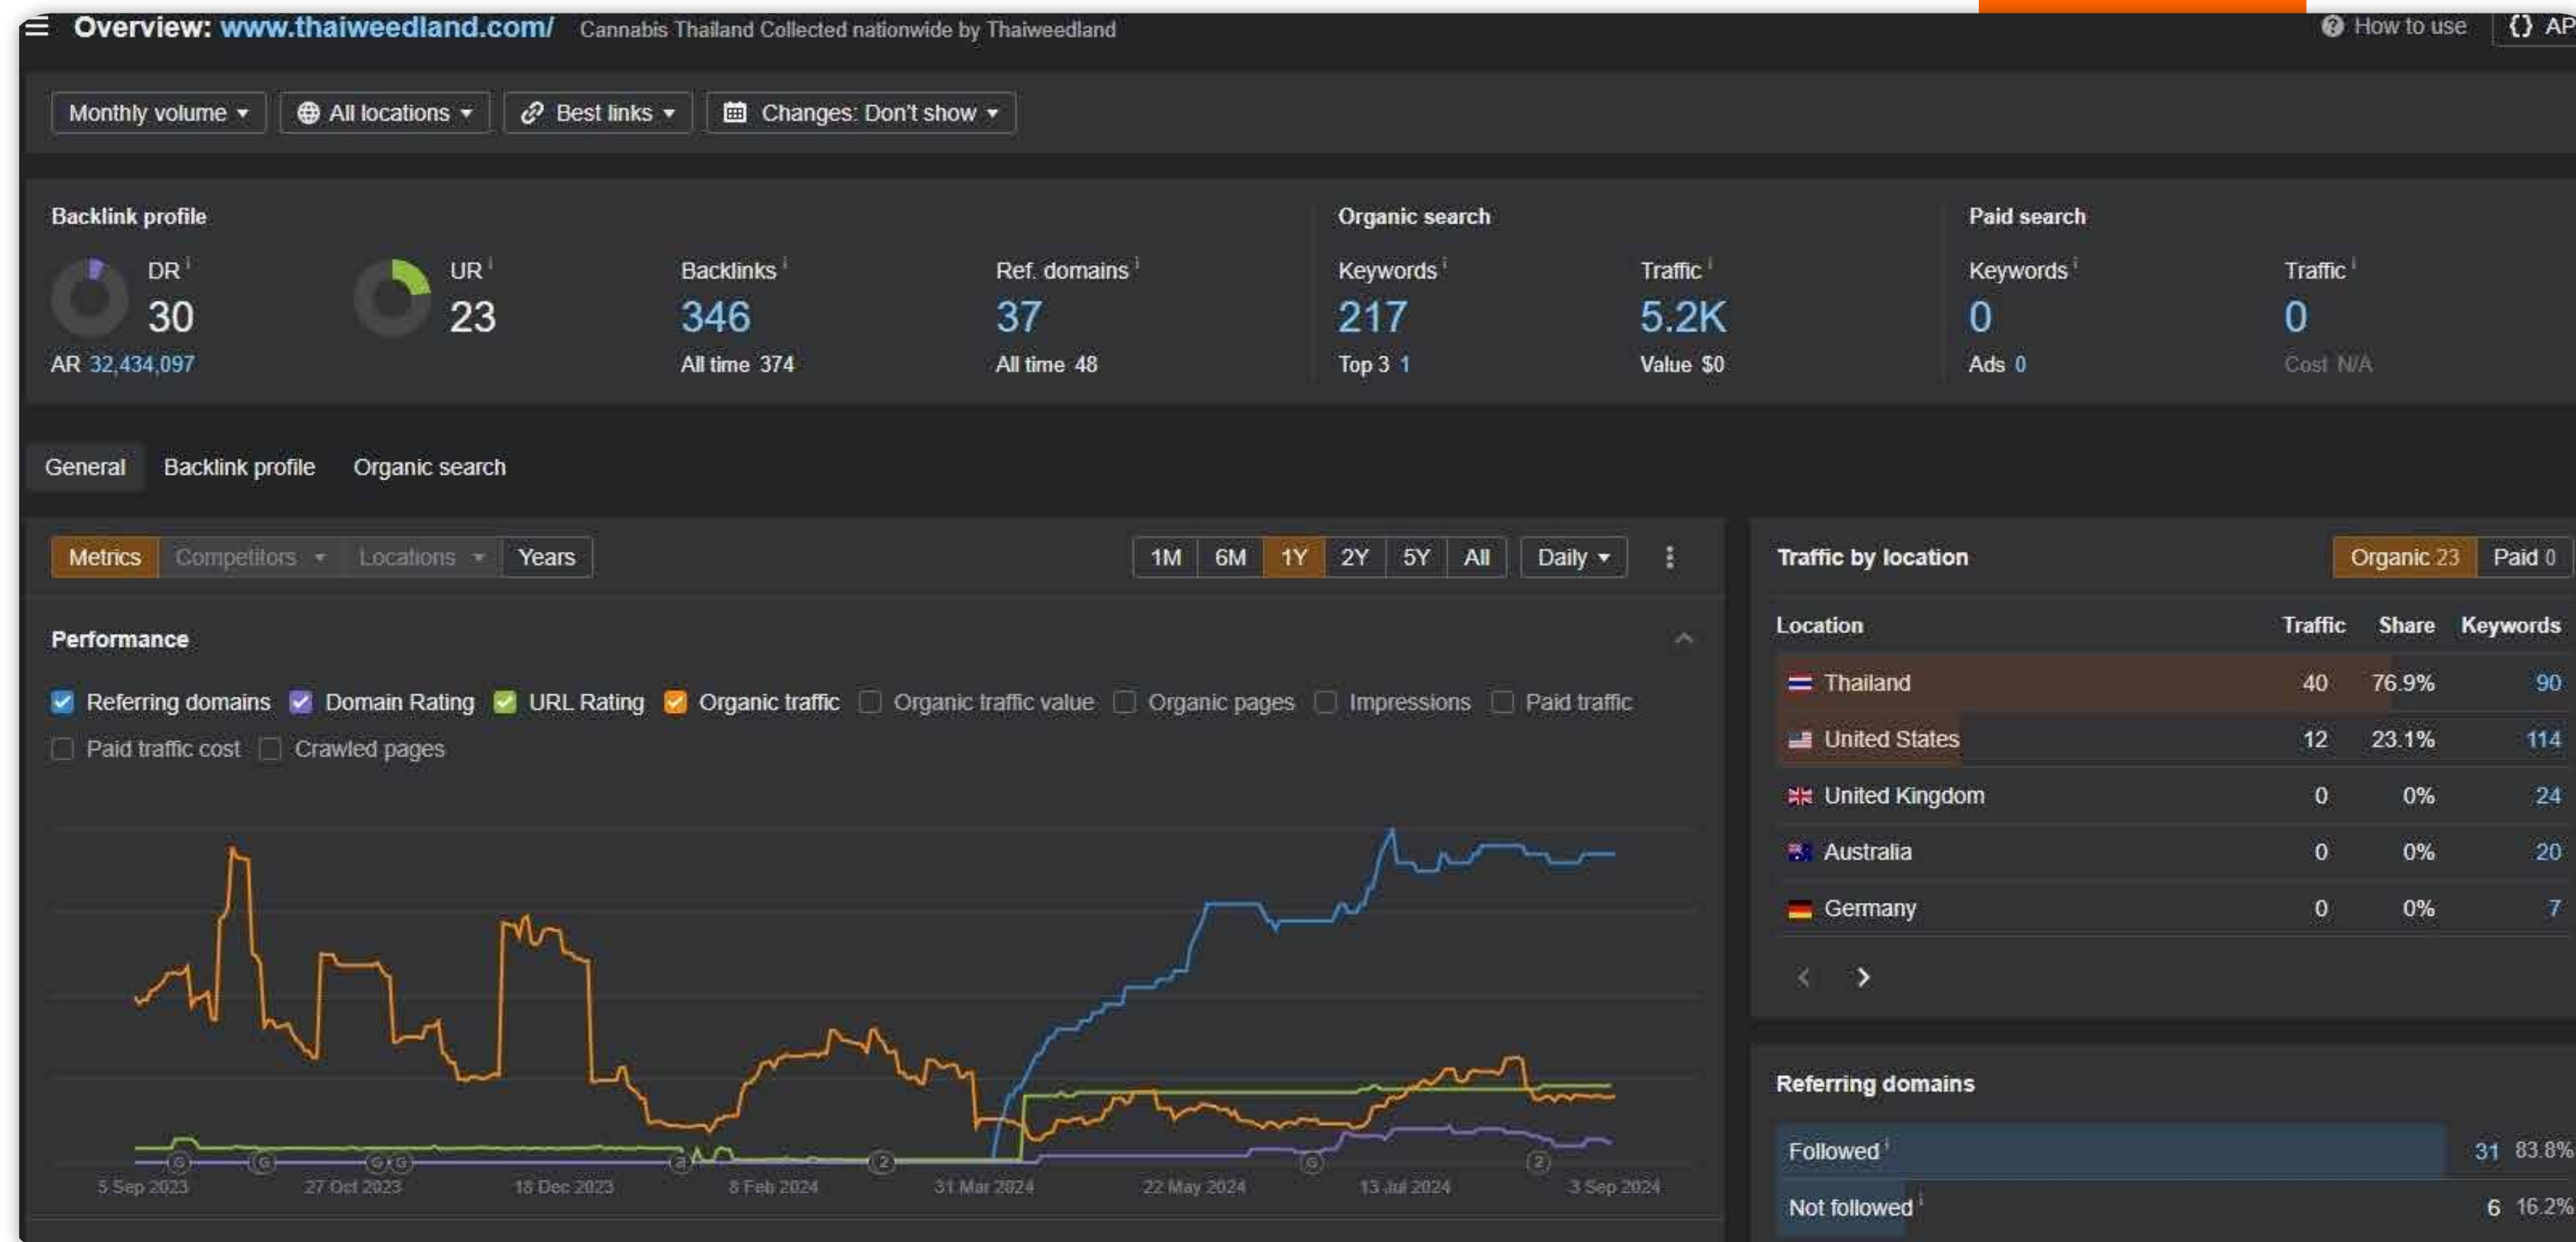 Overview: www.thaiweedland.com/ Cannabis Thailand Collected nationwide by Thaiweedland
How to use {} AP
Monthly volume All locations Best links Changes: Don't show
Backlink profile Organic search Paid search
DR UR Backlinks Ref. domains Keywords Traffic Keywords Traffic
30 23 346 37 217 5.2K 0 0
AR 32,434,097 All time 374 All time 48 Top 3 1 Value $0 Ads 0 Cost N/A
General Backlink profile Organic search
Metrics Competitors Locations Years 1M 6M 1Y 2Y 5Y All Daily
Performance
Referring domains Domain Rating URL Rating Organic traffic Organic traffic value Organic pages Impressions Paid traffic
Paid traffic cost Crawled pages
5 Sep 2023 27 Oct 2023 18 Dec 2023 8 Feb 2024 31 Mar 2024 22 May 2024 13 Jul 2024 3 Sep 2024
Traffic by location Organic 23 Paid 0
Location Traffic Share Keywords
Thailand 40 76.9% 90
United States 12 23.1% 114
United Kingdom 0 0% 24
Australia 0 0% 20
Germany 0 0% 7
Referring domains
Followed 31 83.8%
Not followed 6 16.2%